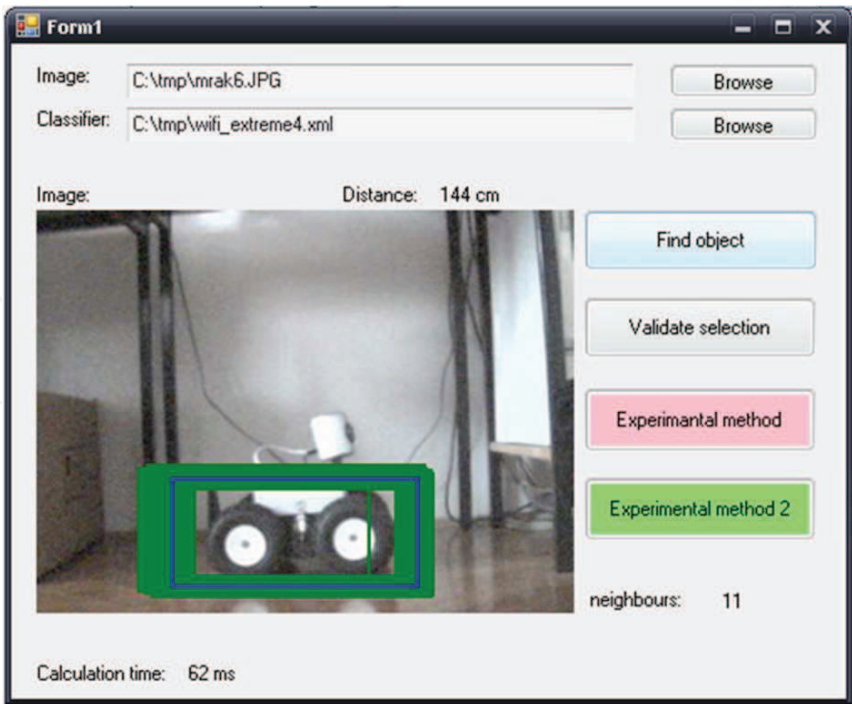 Form1
Image: C:\tmp\mrak6.JPG Browse
Classifier: C:\tmp\wifi_extreme4.xml Browse
Image: Distance: 144 cm
Find object
Validate selection
Experimantal method
Experimental method 2
neighbours: 11
Calculation time: 62 ms